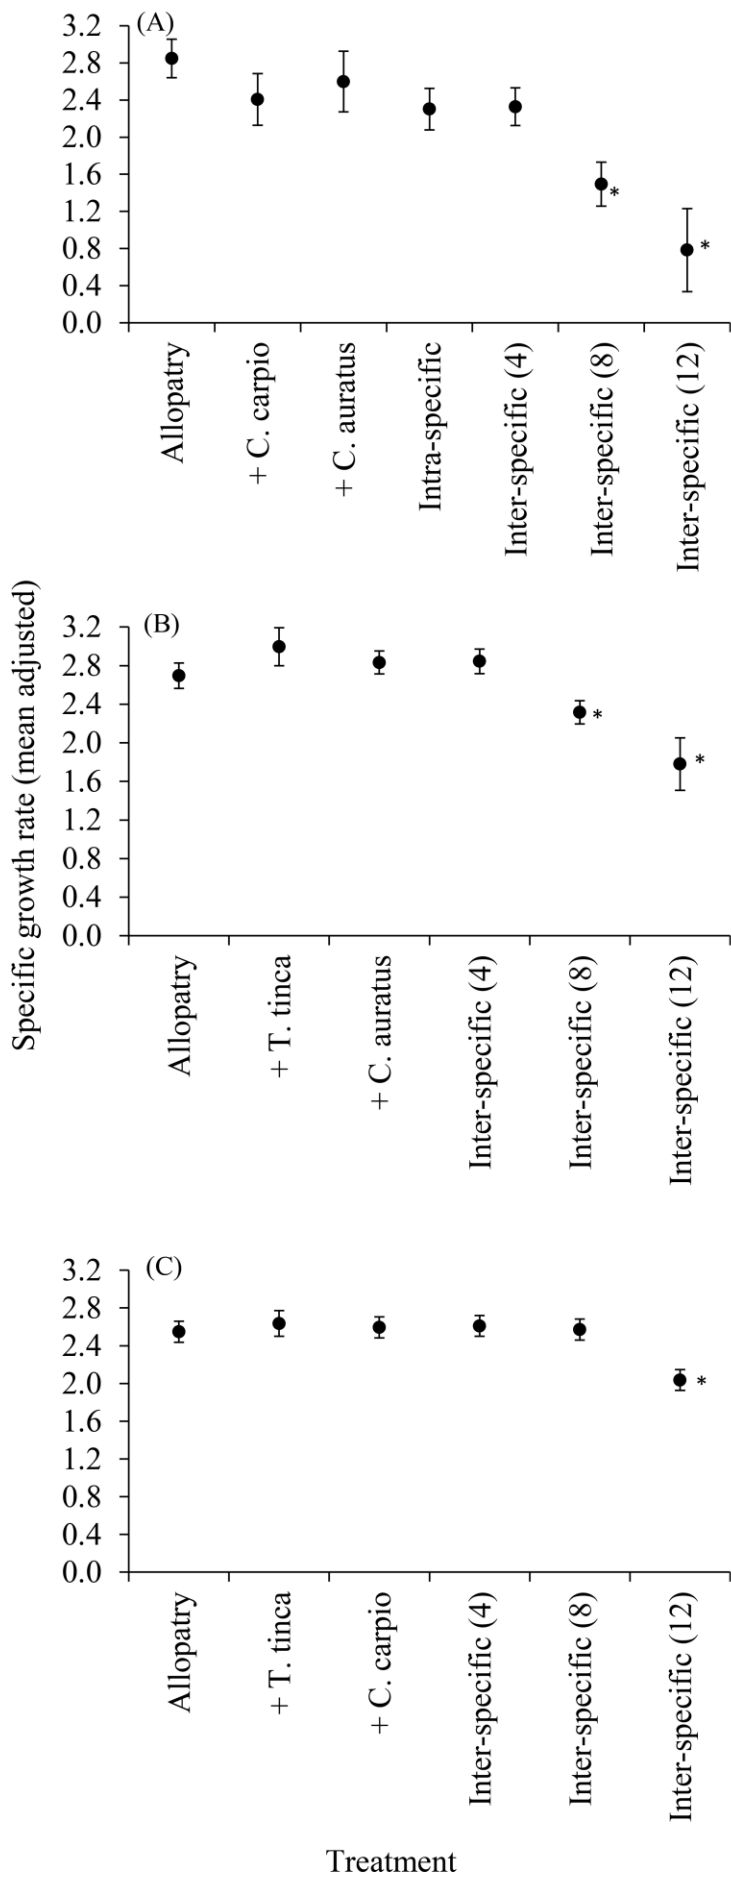 (A)
3.2
2.8
2.4
2.0
1.6
1.2
0.8
0.4
0.0
*
*
Allopatry
+ C. carpio
+ C. auratus
Intra-specific
Inter-specific (4)
Inter-specific (8)
Inter-specific (12)
Specific growth rate (mean adjusted)
(B)
3.2
2.8
2.4
2.0
1.6
1.2
0.8
0.4
0.0
*
*
Allopatry
+ T. tinca
+ C. auratus
Inter-specific (4)
Inter-specific (8)
Inter-specific (12)
(C)
3.2
2.8
2.4
2.0
1.6
1.2
0.8
0.4
0.0
*
Allopatry
+ T. tinca
+ C. carpio
Inter-specific (4)
Inter-specific (8)
Inter-specific (12)
Treatment